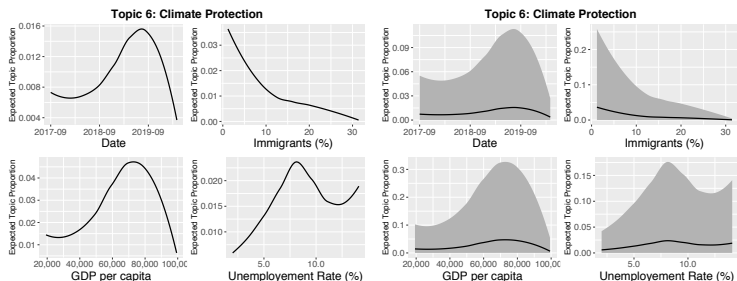 Topic 6: Climate Protection
Expected Topic Proportion
0.016
0.012
0.008
0.004
2017-09 2018-09 2019-09
Date
Expected Topic Proportion
0.03
0.02
0.01
0.00
0 10 20 30
Immigrants (%)
Expected Topic Proportion
0.04
0.03
0.02
0.01
20,000 40,000 60,000 80,000 100,00
GDP per capita
Expected Topic Proportion
0.020
0.015
0.010
5.0 10.0
Unemployement Rate (%)
Topic 6: Climate Protection
Expected Topic Proportion
0.09
0.06
0.03
0.00
2017-09 2018-09 2019-09
Date
Expected Topic Proportion
0.2
0.1
0.0
0 10 20 30
Immigrants (%)
Expected Topic Proportion
0.3
0.2
0.1
0.0
20,000 40,000 60,000 80,000 100,00
GDP per capita
Expected Topic Proportion
0.15
0.10
0.05
0.00
5.0 10.0
Unemployement Rate (%)